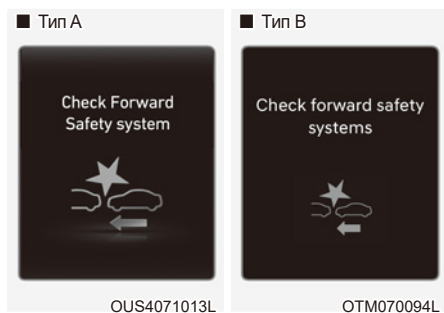 ■ Тип A
Check Forward
Safety system
OUS4071013L
■ Тип B
Check forward safety
systems
OTM070094L